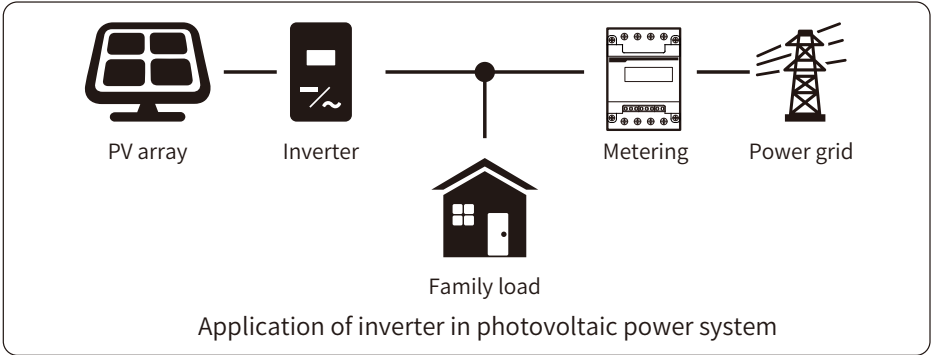 PV array
Inverter
Metering
Power grid
Family load
Application of inverter in photovoltaic power system